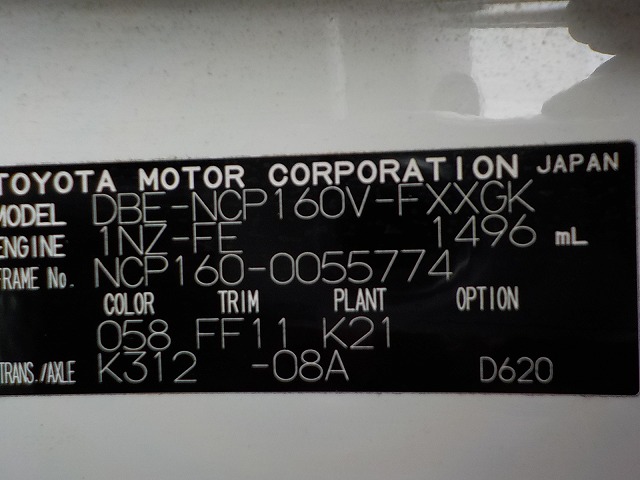 TOYOTA MOTOR CORPORATION JAPAN
MODEL DBE-NCP160V-FXXGK
ENGINE 1NZ-FE 1496 mL
FRAME No. NCP160-0055774
COLOR TRIM PLANT OPTION
058 FF11 K21
TRANS./AXLE K312 -08A D620